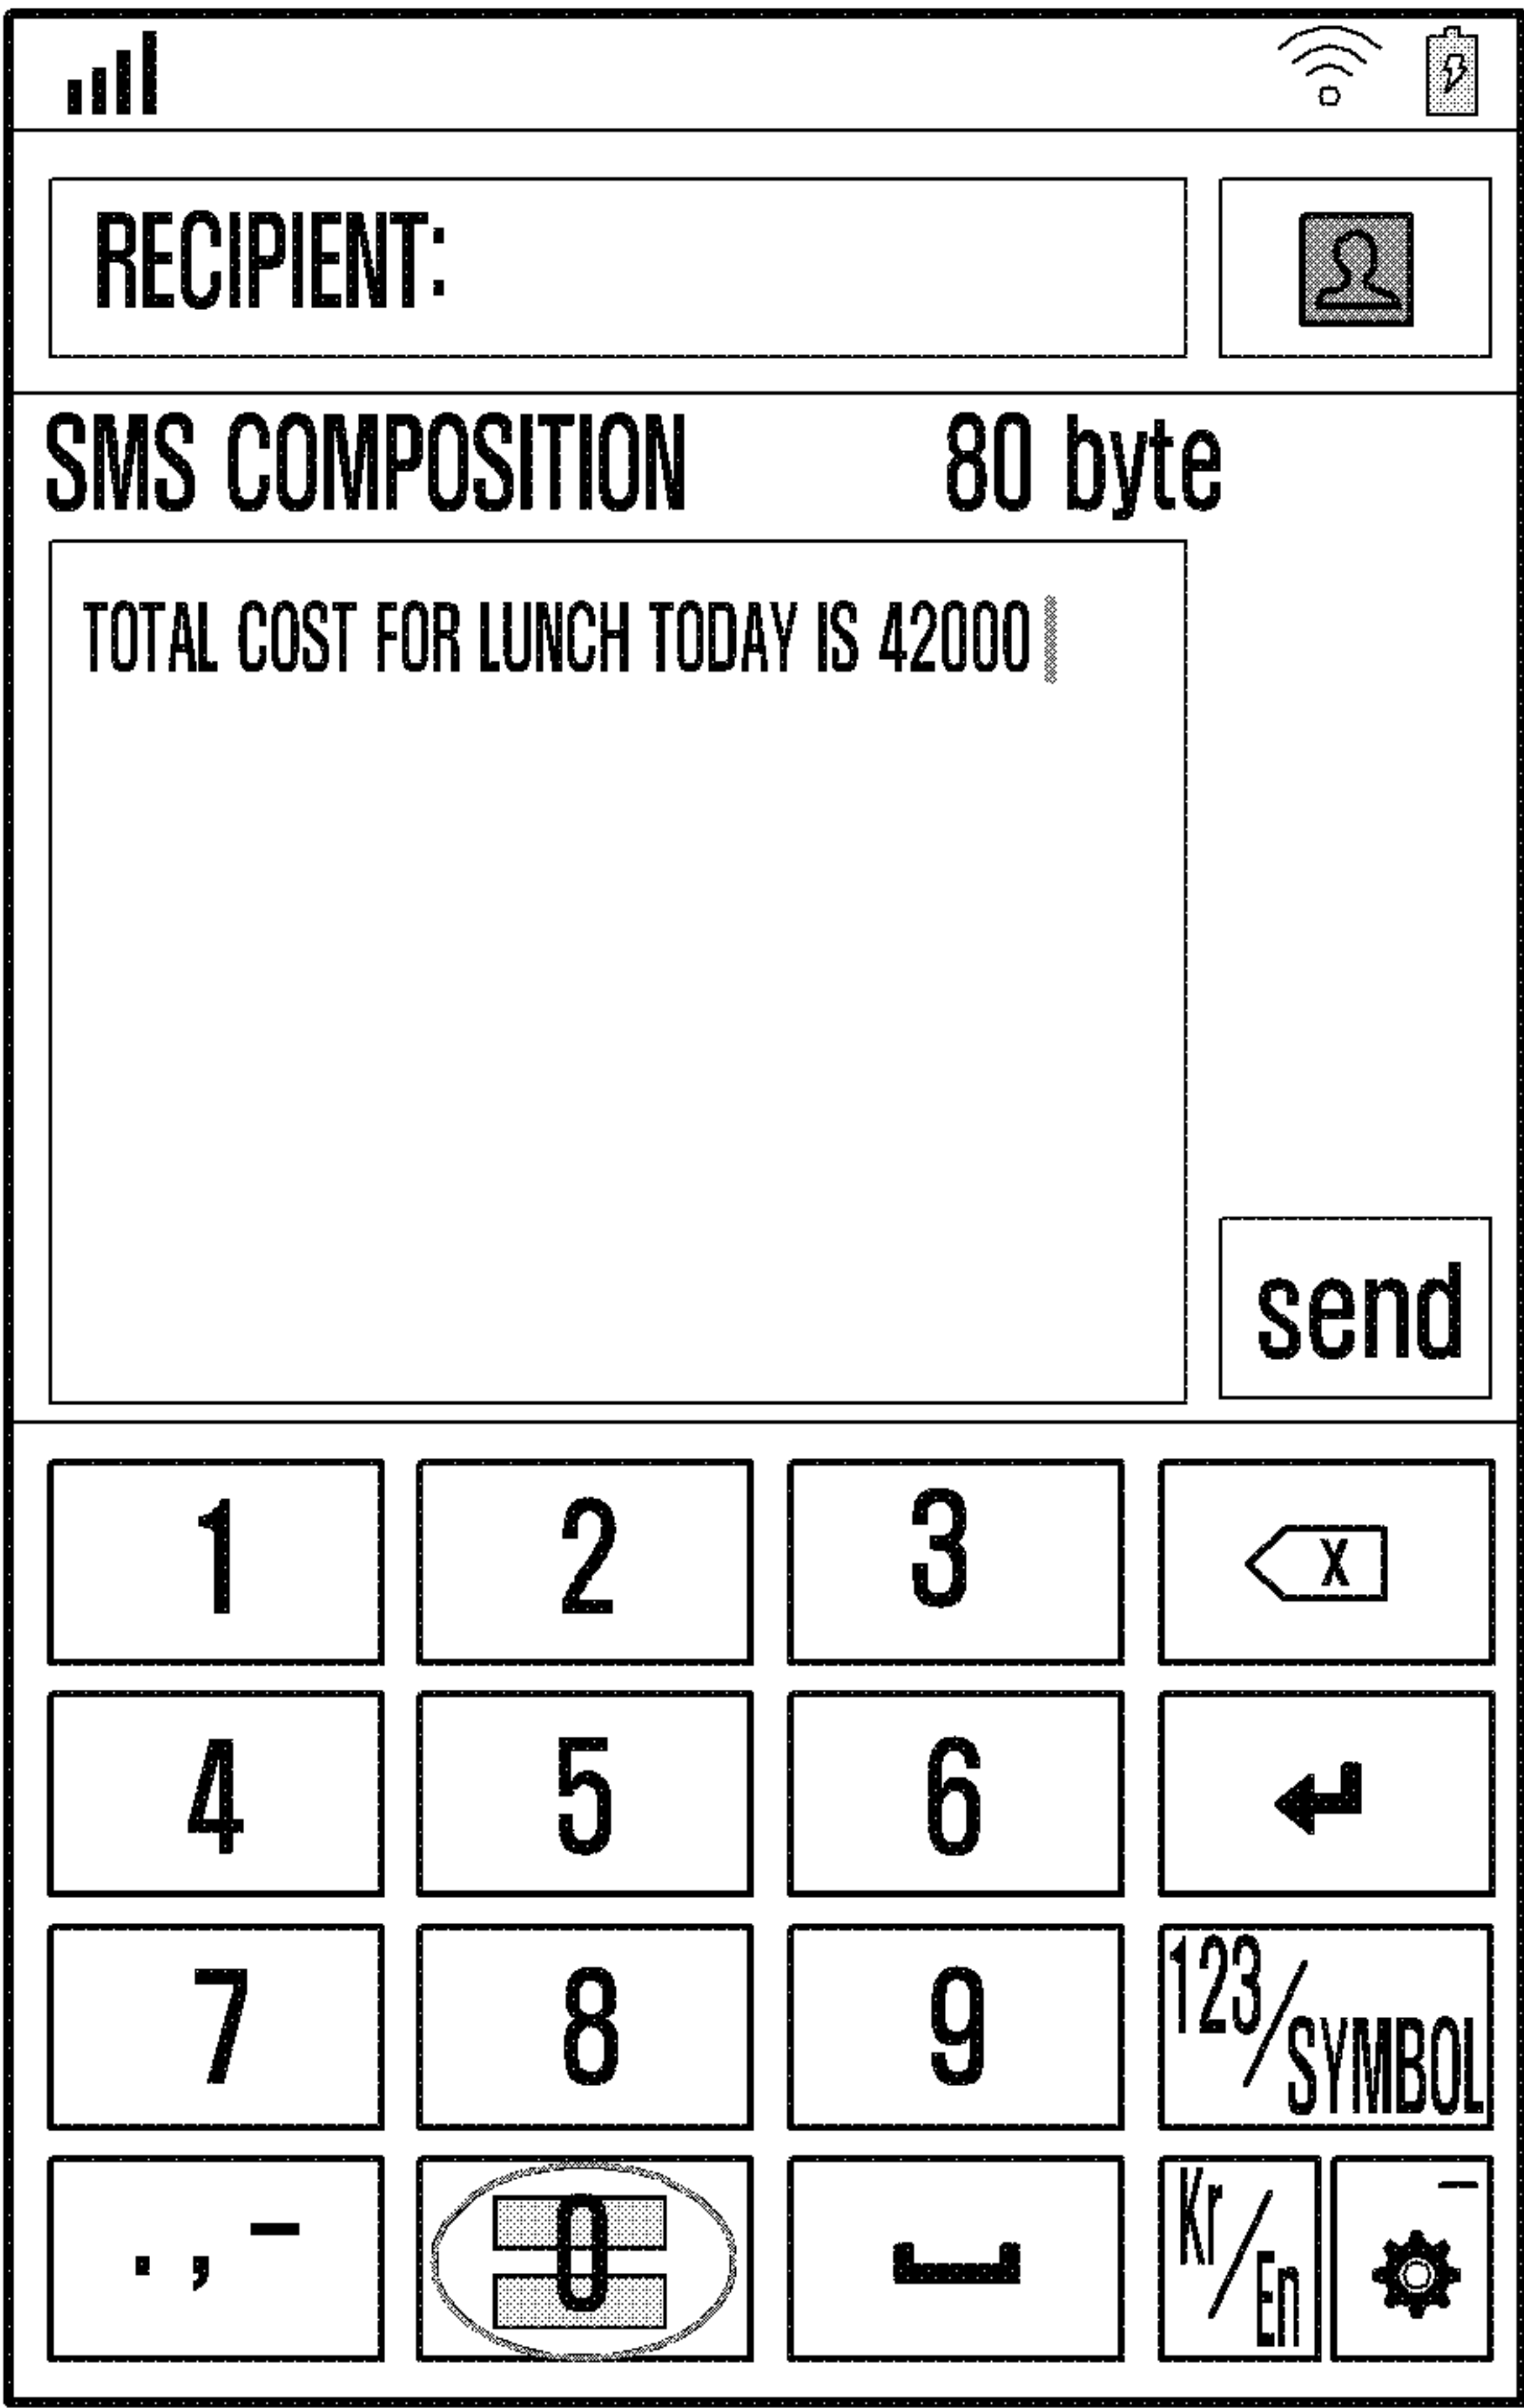 RECIPIENT:
SMS COMPOSITION 80 byte
TOTAL COST FOR LUNCH TODAY IS 42000
send
1 2 3 X
4 5 6
7 8 9 123/SYMBOL
. , - 0 Kr/En